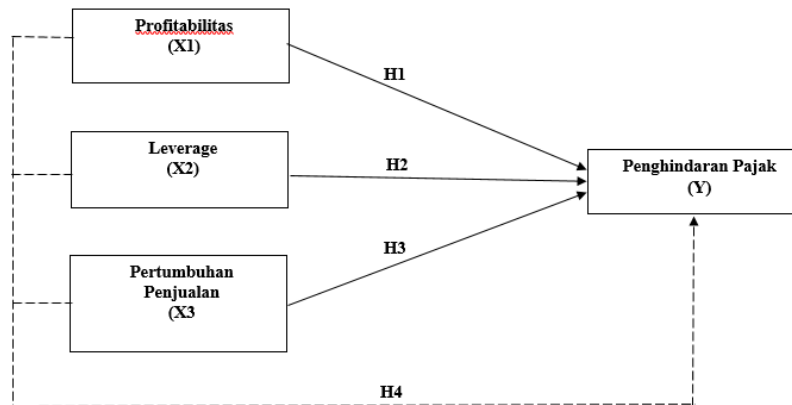 Profitabilitas
(X1)
H1
Leverage
(X2)
H2
Penghindaran Pajak
(Y)
H3
Pertumbuhan
Penjualan
(X3
H4